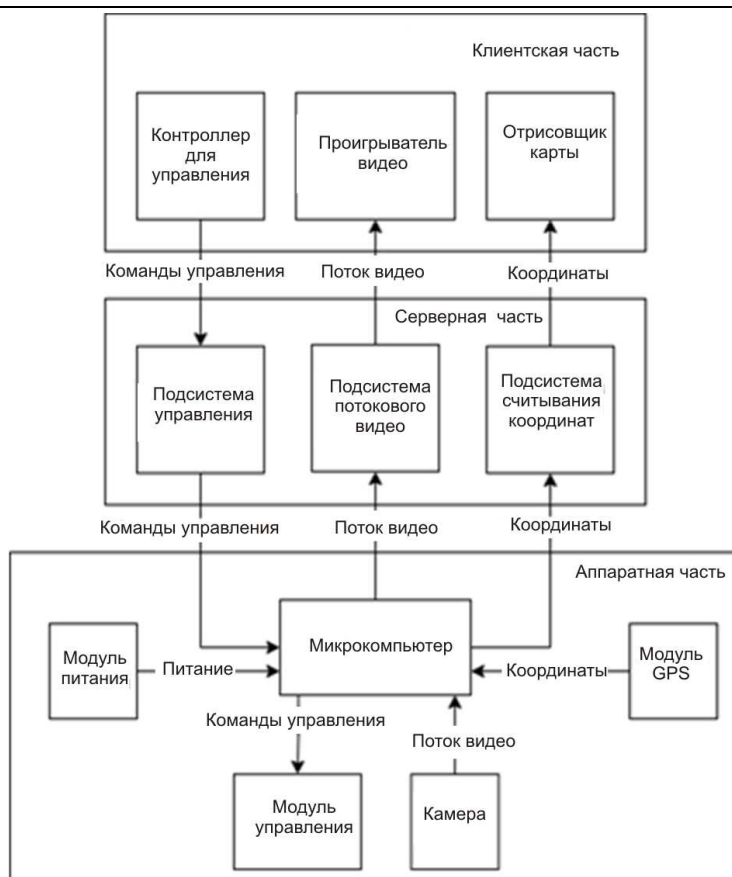 Клиентская часть
Контроллер
для
управления
Проигрыватель
видео
Отрисовщик
карты
Команды управления
Поток видео
Координаты
Серверная часть
Подсистема
управления
Подсистема
потокового
видео
Подсистема
считывания
координат
Команды управления
Поток видео
Координаты
Аппаратная часть
Модуль
питания
Питание
Микрокомпьютер
Координаты
Модуль
GPS
Команды управления
Поток видео
Модуль
управления
Камера